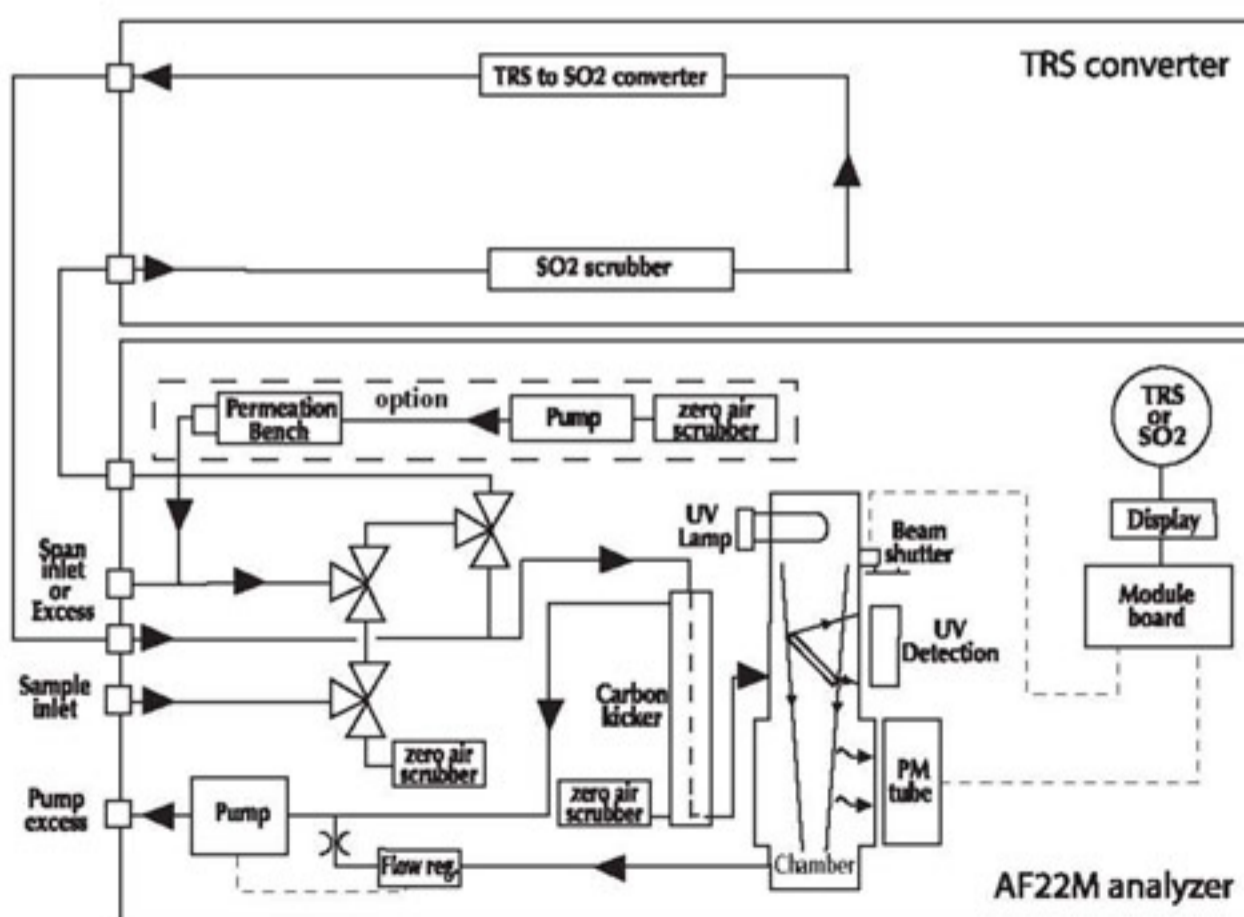 TRS converter
TRS to SO2 converter
SO2 scrubber
option
Permeation
Bench
Pump
zero air
scrubber
TRS
or
SO2
Display
Module
board
UV
Lamp
Beam
shutter
UV
Detection
Span
inlet
or
Excess
Sample
inlet
Carbon
kicker
zero air
scrubber
zero air
scrubber
PM
tube
Pump
excess
Pump
Flow reg.
Chamber
AF22M analyzer